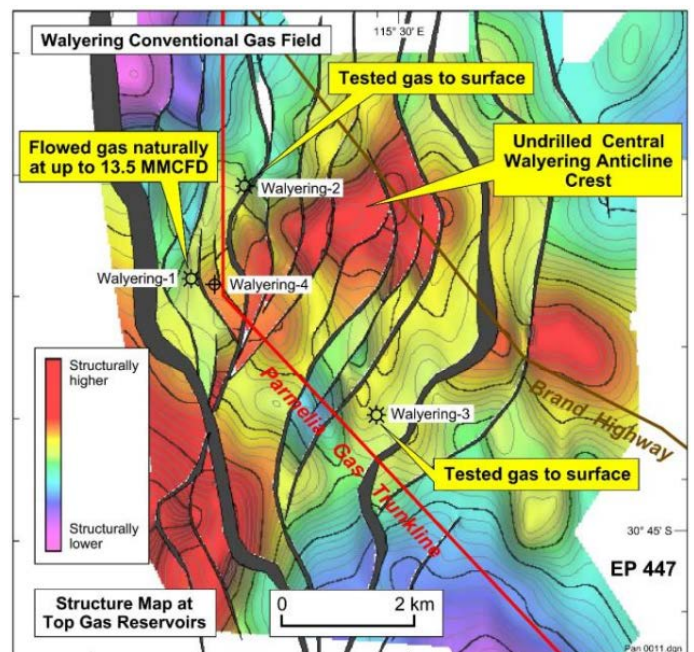 Walyering Conventional Gas Field
115° 30' E
Tested gas to surface
Flowed gas naturally
at up to 13.5 MMCFD
Undrilled Central
Walyering Anticline
Crest
Walyering-2
Walyering-1
Walyering-4
Structurally
higher
Parmelia Gas Trunkline
Brand Highway
Walyering-3
Tested gas to surface
Structurally
lower
30° 45' S
EP 447
Structure Map at
Top Gas Reservoirs
0 2 km
Pan 0011.dgn